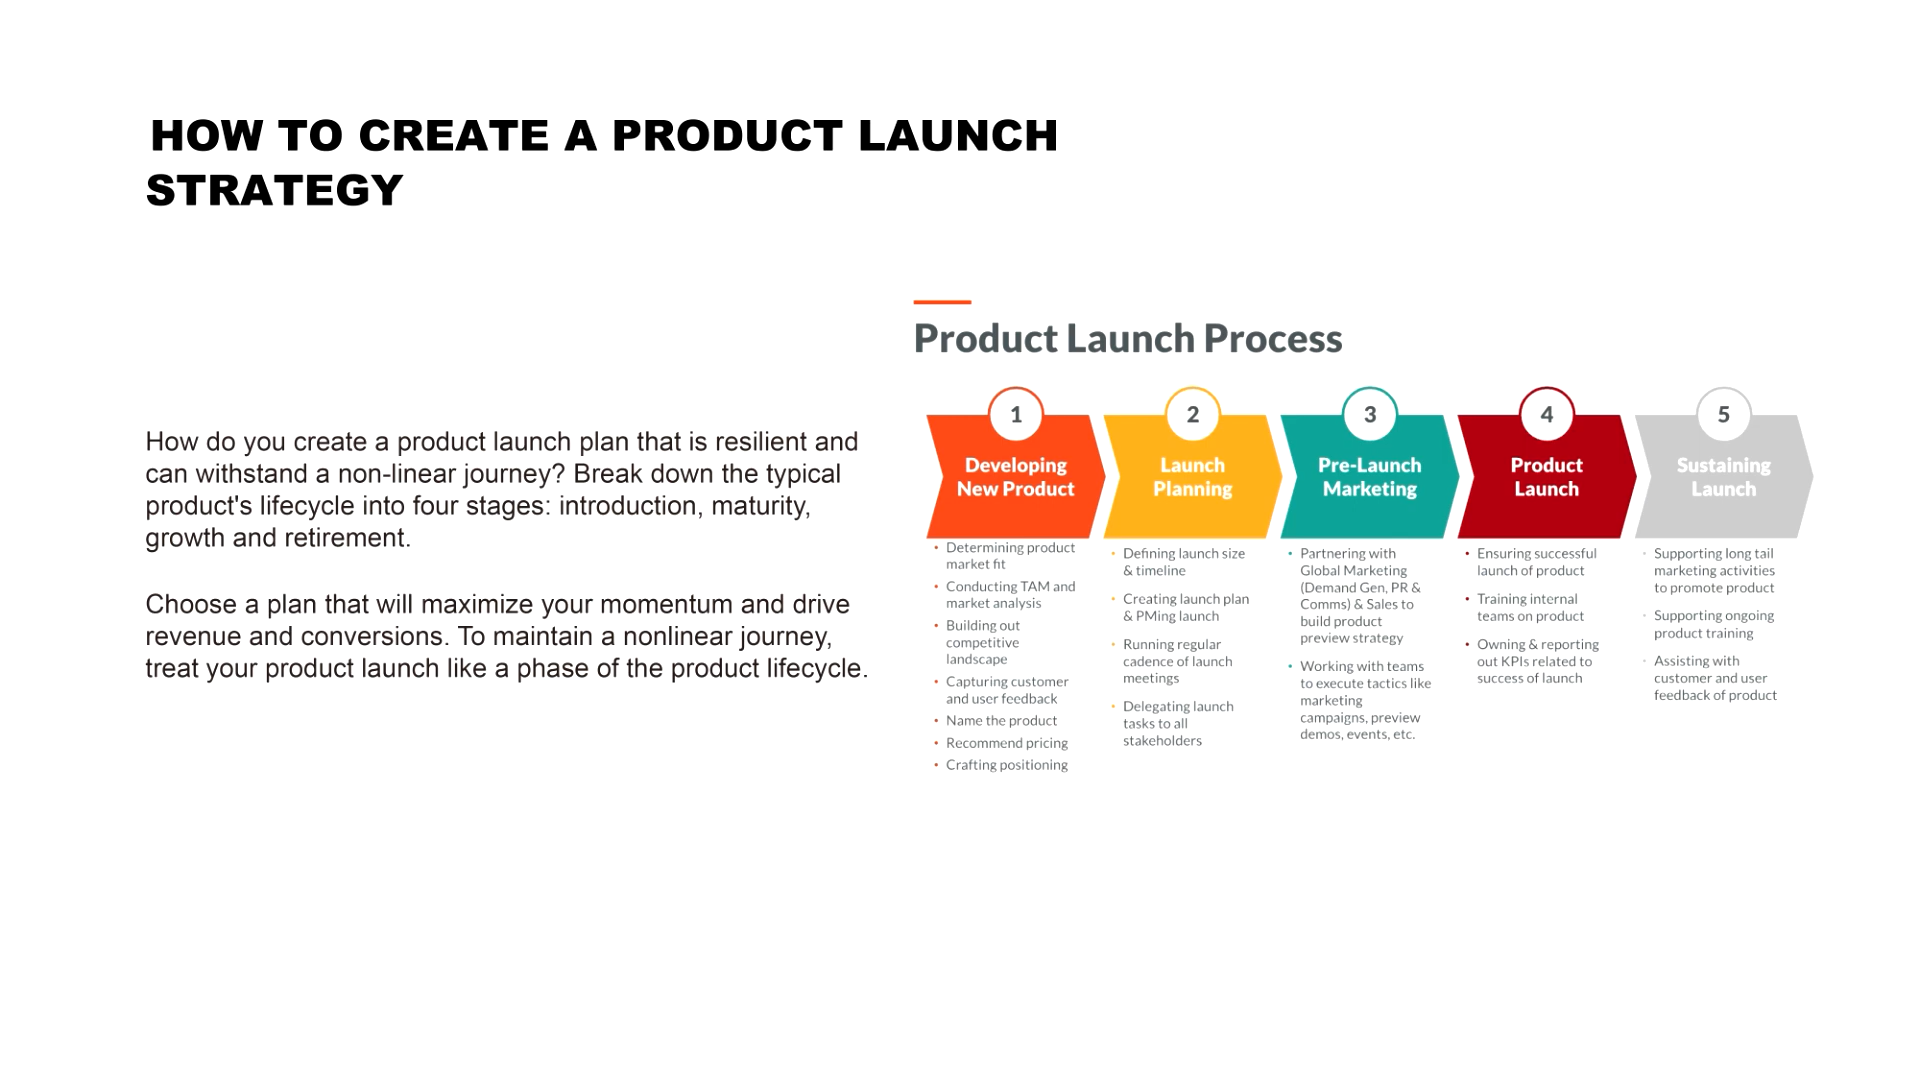 HOW TO CREATE A PRODUCT LAUNCH
STRATEGY
How do you create a product launch plan that is resilient and
can withstand a non-linear journey? Break down the typical
product's lifecycle into four stages: introduction, maturity,
growth and retirement.
Choose a plan that will maximize your momentum and drive
revenue and conversions. To maintain a nonlinear journey,
treat your product launch like a phase of the product lifecycle.
Product Launch Process
1
Developing
New Product
• Determining product
market fit
• Conducting TAM and
market analysis
• Building out
competitive
landscape
• Capturing customer
and user feedback
• Name the product
• Recommend pricing
• Crafting positioning
2
Launch
Planning
• Defining launch size
& timeline
• Creating launch plan
& PMing launch
• Running regular
cadence of launch
meetings
• Delegating launch
tasks to all
stakeholders
3
Pre-Launch
Marketing
• Partnering with
Global Marketing
(Demand Gen, PR &
Comms) & Sales to
build product
preview strategy
• Working with teams
to execute tactics like
marketing
campaigns, preview
demos, events, etc.
4
Product
Launch
• Ensuring successful
launch of product
• Training internal
teams on product
• Owning & reporting
out KPIs related to
success of launch
5
Sustaining
Launch
• Supporting long tail
marketing activities
to promote product
• Supporting ongoing
product training
• Assisting with
customer and user
feedback of product